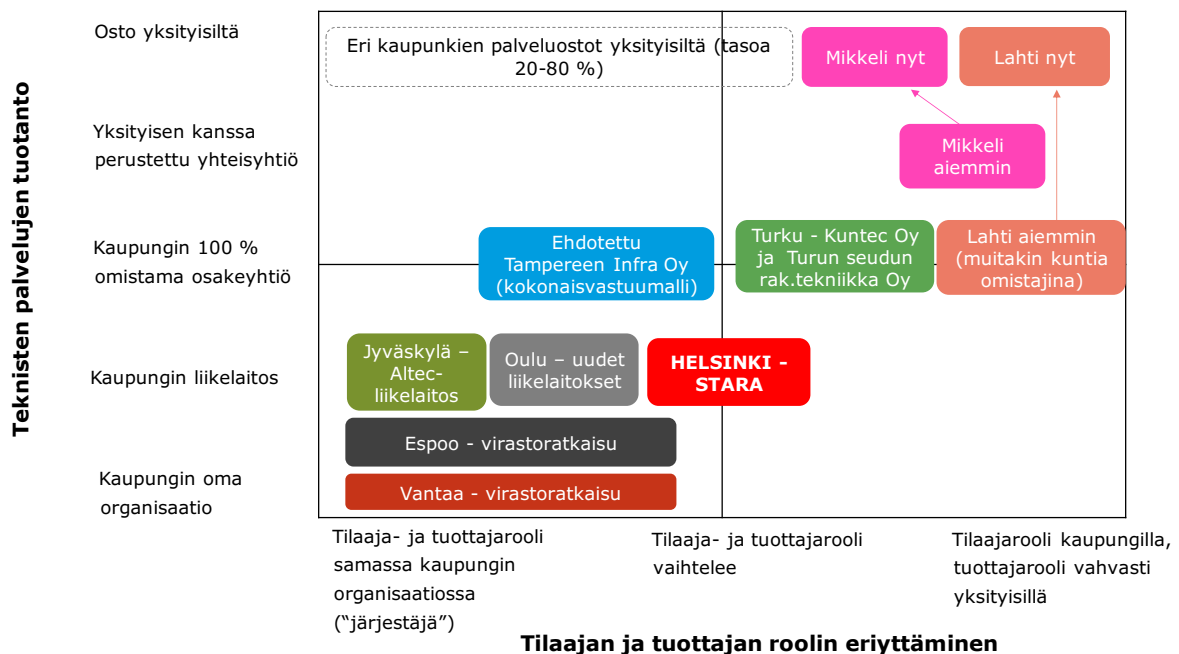 Teknisten palvelujen tuotanto
Osto yksityisiltä
Eri kaupunkien palveluostot yksityisiltä (tasoa
20-80 %)
Mikkeli nyt
Lahti nyt
Yksityisen kanssa
perustettu yhteisyhtiö
Mikkeli
aiemmin
Kaupungin 100 %
omistama osakeyhtiö
Ehdotettu
Tampereen Infra Oy
(kokonaisvastuumalli)
Turku - Kuntec Oy
ja Turun seudun
rak.tekniikka Oy
Lahti aiemmin
(muitakin kuntia
omistajina)
Kaupungin liikelaitos
Jyväskylä –
Altec-
liikelaitos
Oulu – uudet
liikelaitokset
HELSINKI -
STARA
Espoo - virastoratkaisu
Kaupungin oma
organisaatio
Vantaa - virastoratkaisu
Tilaaja- ja tuottajarooli
samassa kaupungin
organisaatiossa
(“järjestäjä”)
Tilaaja- ja tuottajarooli
vaihtelee
Tilaajarooli kaupungilla,
tuottajarooli vahvasti
yksityisillä
Tilaajan ja tuottajan roolin eriyttäminen